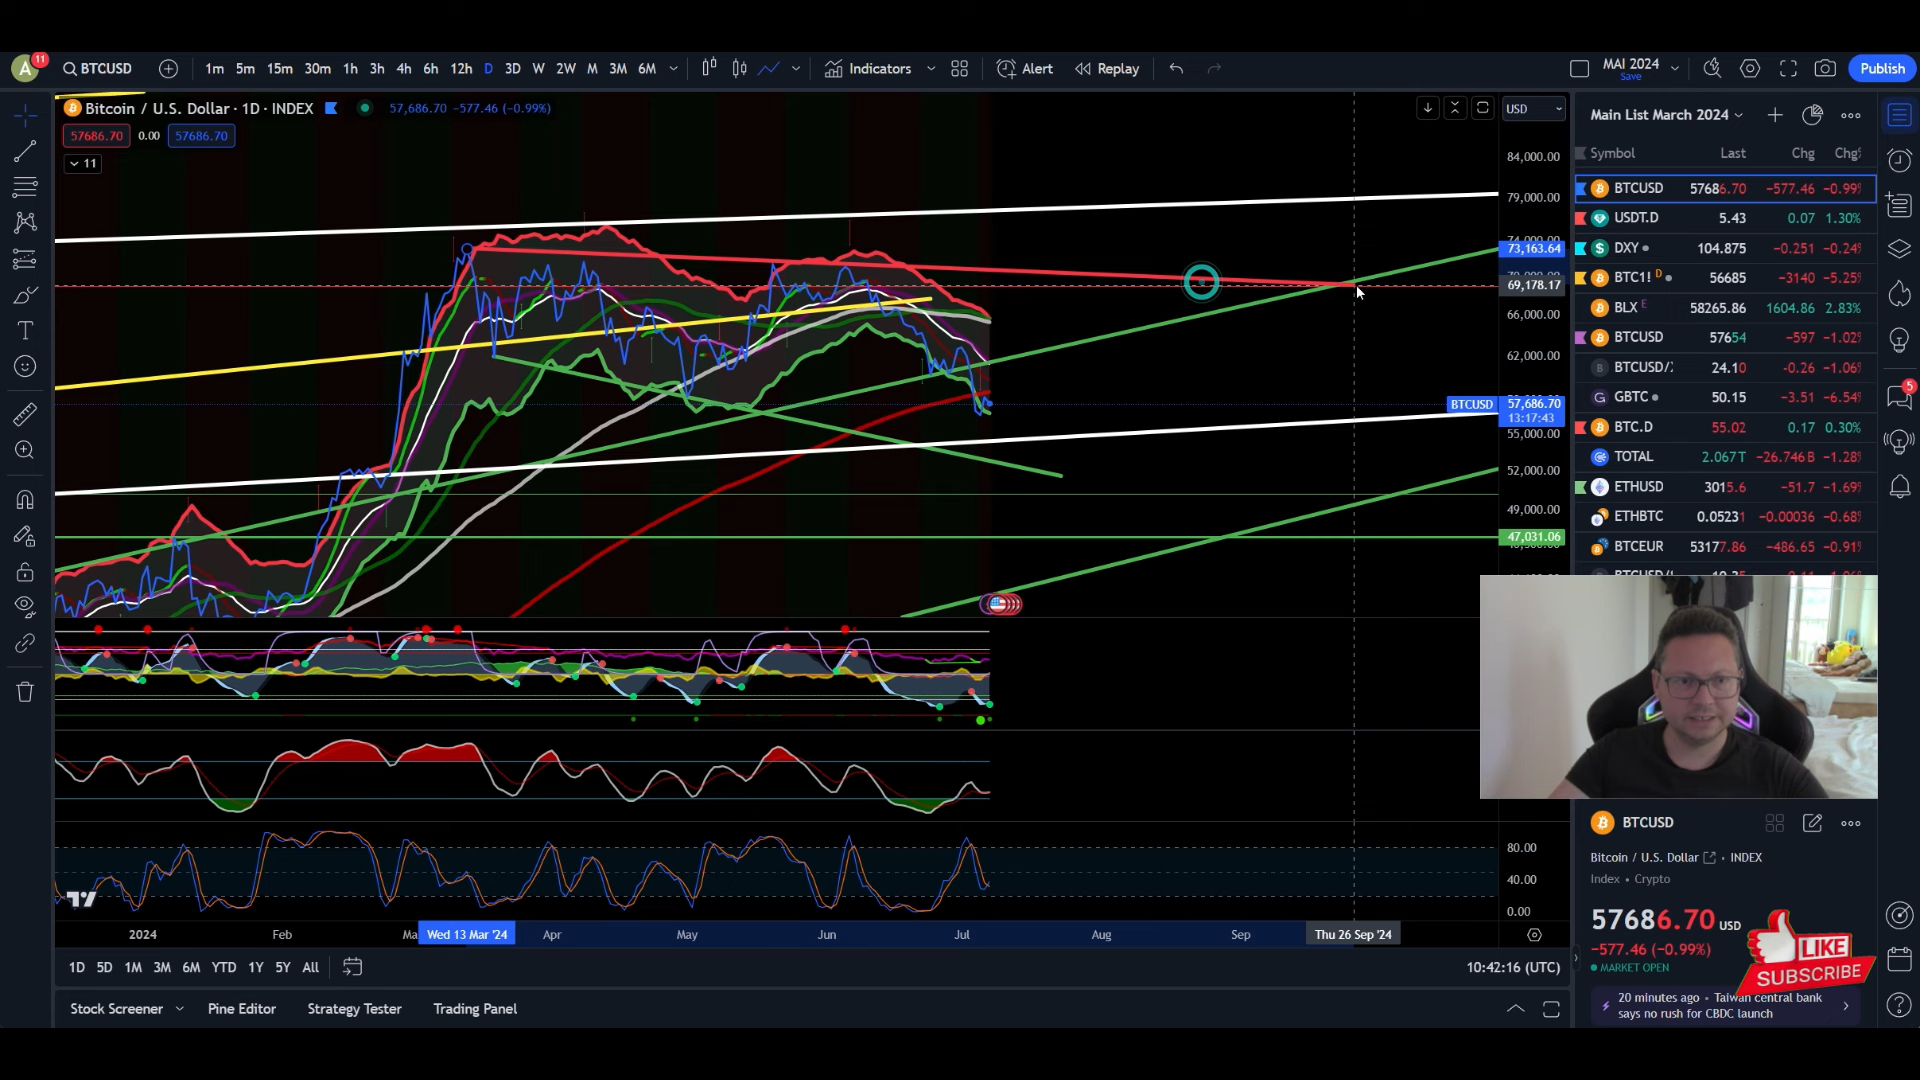 A
11
BTCUSD
1m 5m 15m 30m 1h 3h 4h 6h 12h D 3D W 2W M 3M 6M
Indicators
Alert
Replay
MAI 2024
Save
Publish
Bitcoin / U.S. Dollar · 1D · INDEX
57,686.70 −577.46 (−0.99%)
57686.70 0.00 57686.70
11
USD
84,000.00
79,000.00
74,000.00
73,163.64
69,178.17
66,000.00
62,000.00
BTCUSD 57,686.70
13:17:43
55,000.00
52,000.00
49,000.00
47,031.06
80.00
40.00
0.00
2024 Feb Ma Wed 13 Mar '24 Apr May Jun Jul Aug Sep Thu 26 Sep '24
1D 5D 1M 3M 6M YTD 1Y 5Y All
10:42:16 (UTC)
Stock Screener Pine Editor Strategy Tester Trading Panel
Main List March 2024
Symbol Last Chg Chg%
BTCUSD 57686.70 −577.46 −0.99%
USDT.D 5.43 0.07 1.30%
DXY 104.875 −0.251 −0.24%
BTC1! D 56685 −3140 −5.25%
BLX E 58265.86 1604.86 2.83%
BTCUSD 57654 −597 −1.02%
BTCUSD/: 24.10 −0.26 −1.06%
GBTC 50.15 −3.51 −6.54%
BTC.D 55.02 0.17 0.30%
TOTAL 2.067T −26.746B −1.28%
ETHUSD 3015.6 −51.7 −1.69%
ETHBTC 0.05231 −0.00036 −0.68%
BTCEUR 53177.86 −486.65 −0.91%
5
BTCUSD
Bitcoin / U.S. Dollar • INDEX
Index • Crypto
57686.70 USD
−577.46 (−0.99%)
MARKET OPEN
LIKE
SUBSCRIBE
20 minutes ago • Taiwan central bank
says no rush for CBDC launch